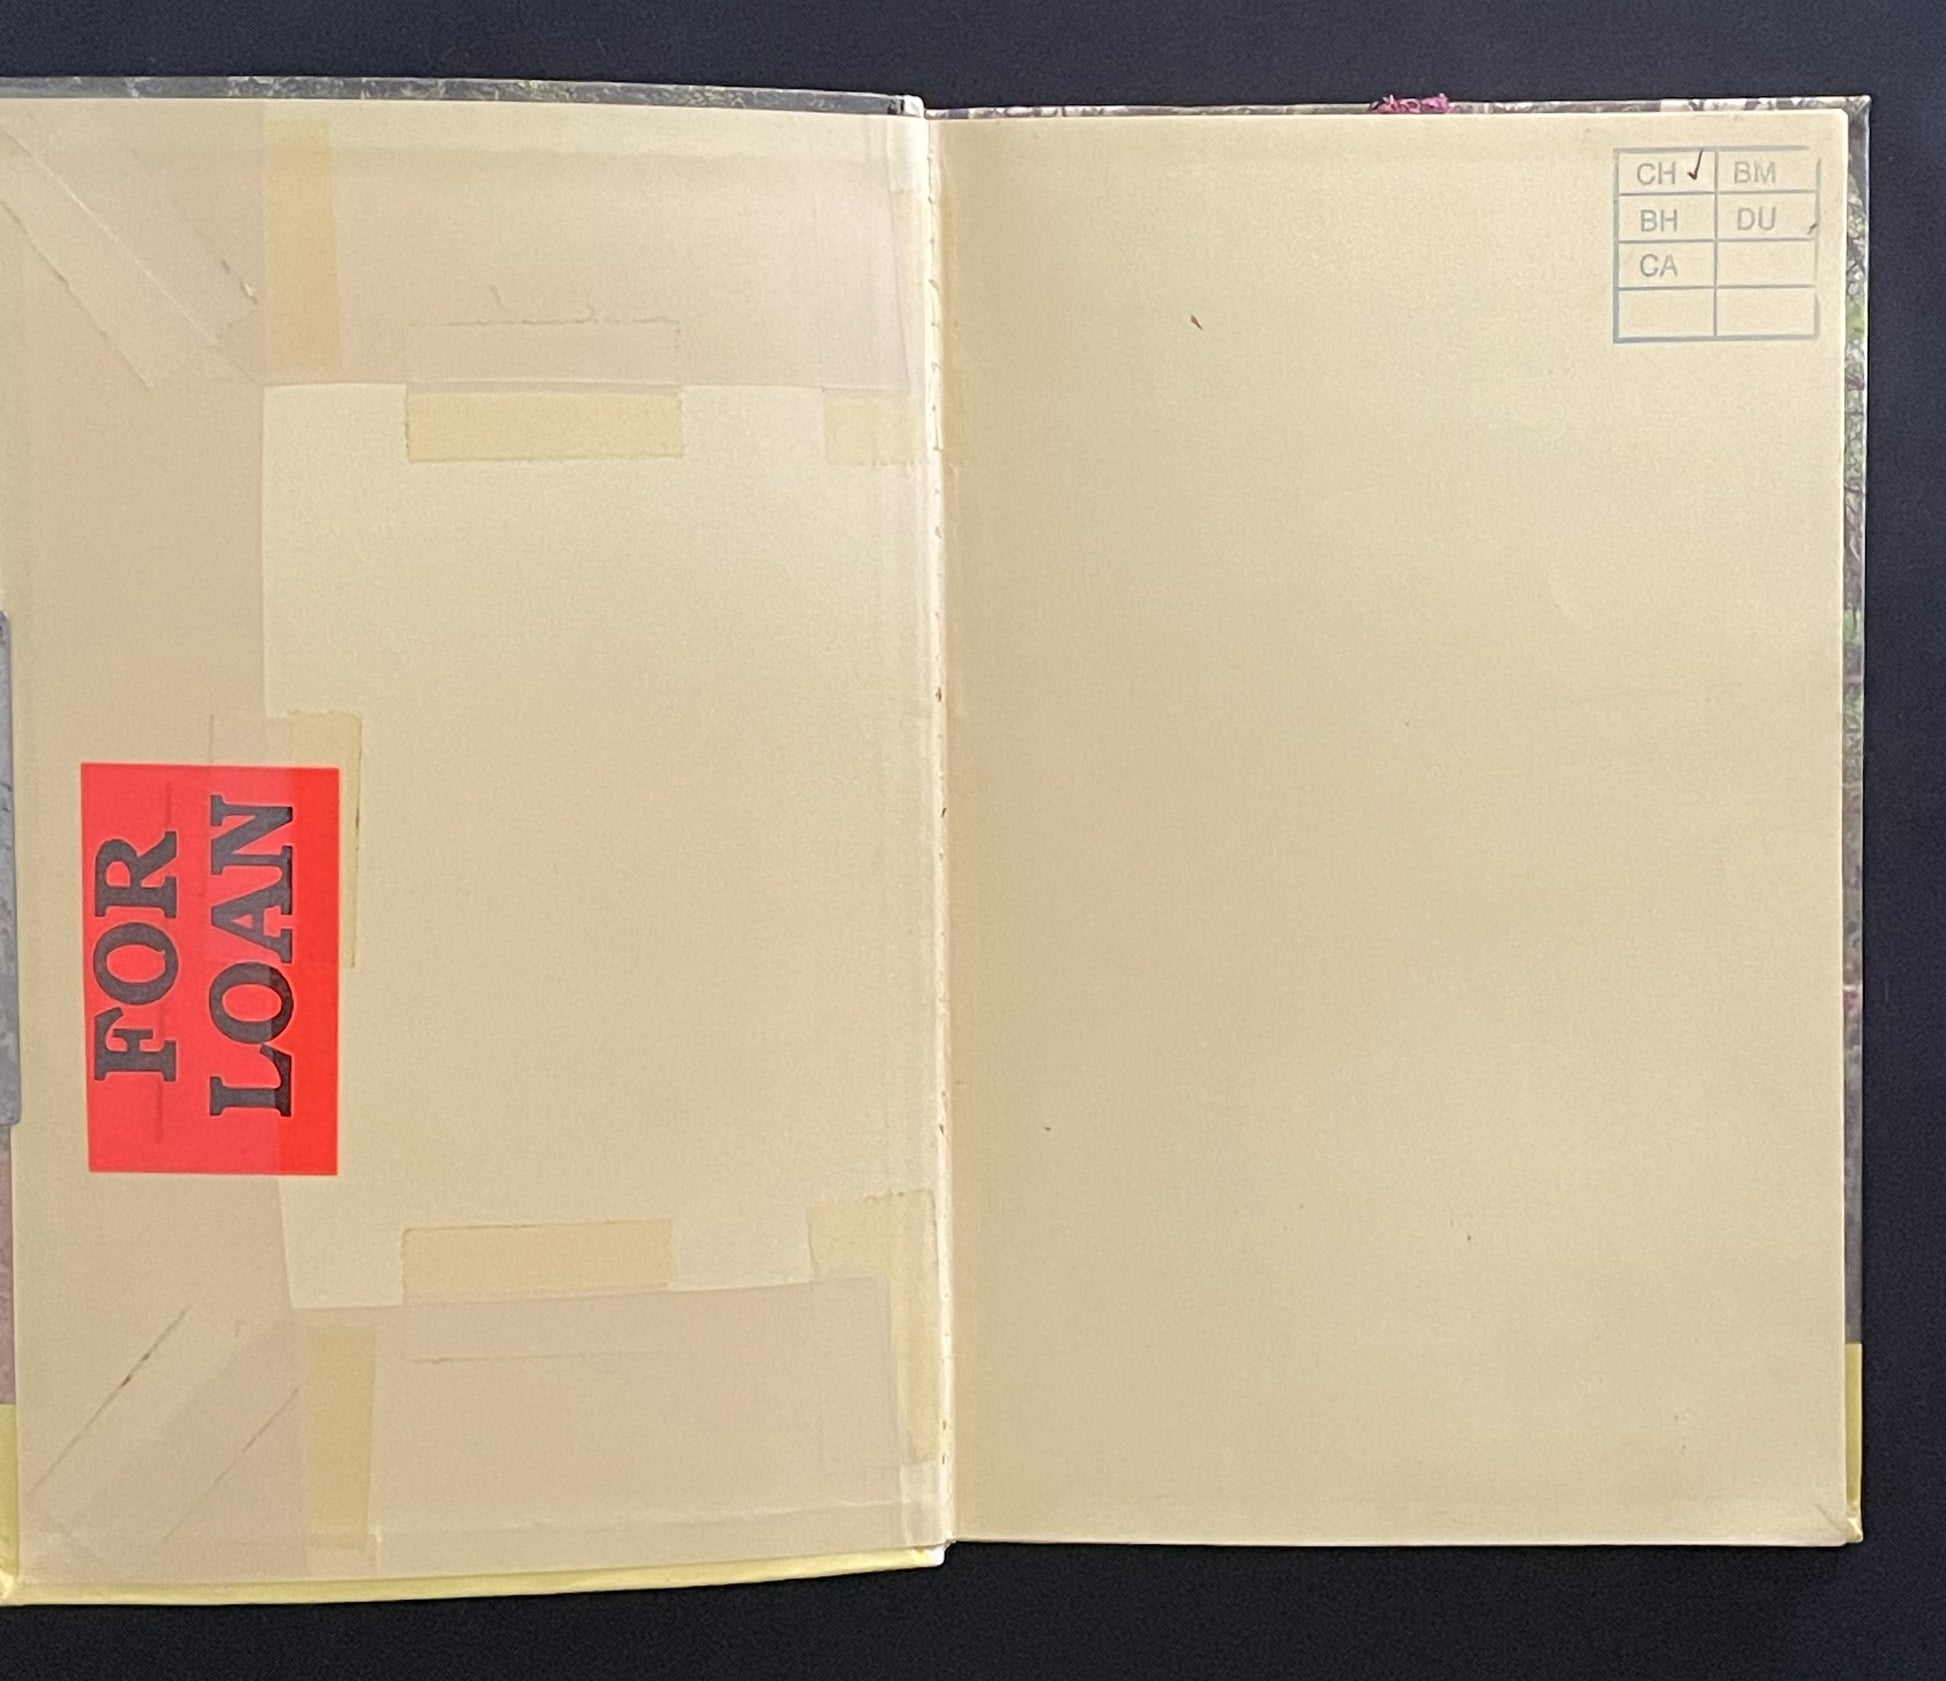 FOR
LOAN
CH ✓ BM
BH DU
CA